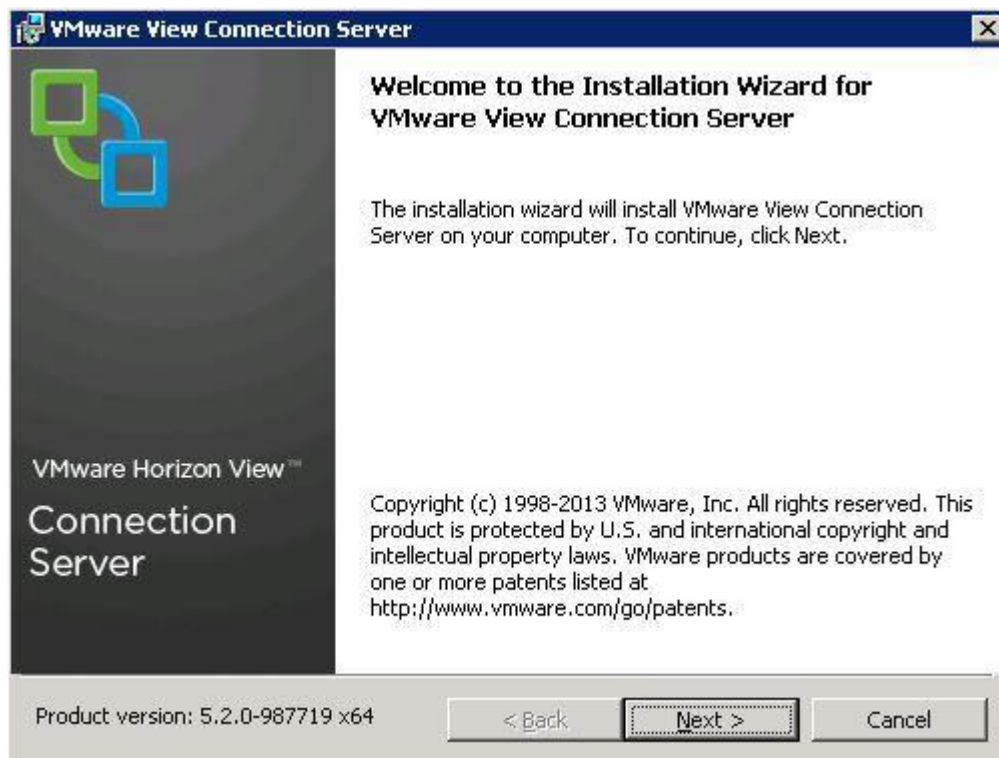 VMware View Connection Server
Welcome to the Installation Wizard for
VMware View Connection Server
The installation wizard will install VMware View Connection
Server on your computer. To continue, click Next.
VMware Horizon View™
Connection
Server
Copyright (c) 1998-2013 VMware, Inc. All rights reserved. This
product is protected by U.S. and international copyright and
intellectual property laws. VMware products are covered by
one or more patents listed at
http://www.vmware.com/go/patents.
Product version: 5.2.0-987719 x64
< Back
Next >
Cancel